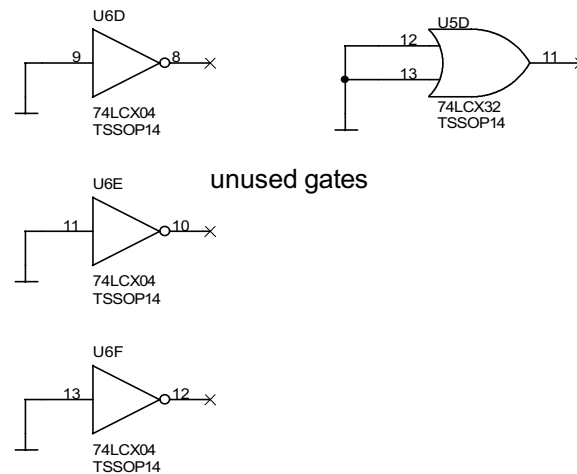 U6D
9
8
74LCX04
TSSOP14
U5D
12
13
11
74LCX32
TSSOP14
unused gates
U6E
11
10
74LCX04
TSSOP14
U6F
13
12
74LCX04
TSSOP14